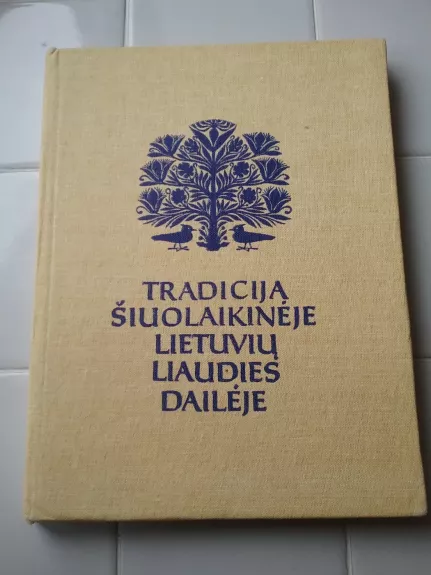 TRADICIJA
ŠIUOLAIKINĖJE
LIETUVIŲ
LIAUDIES
DAILĖJE